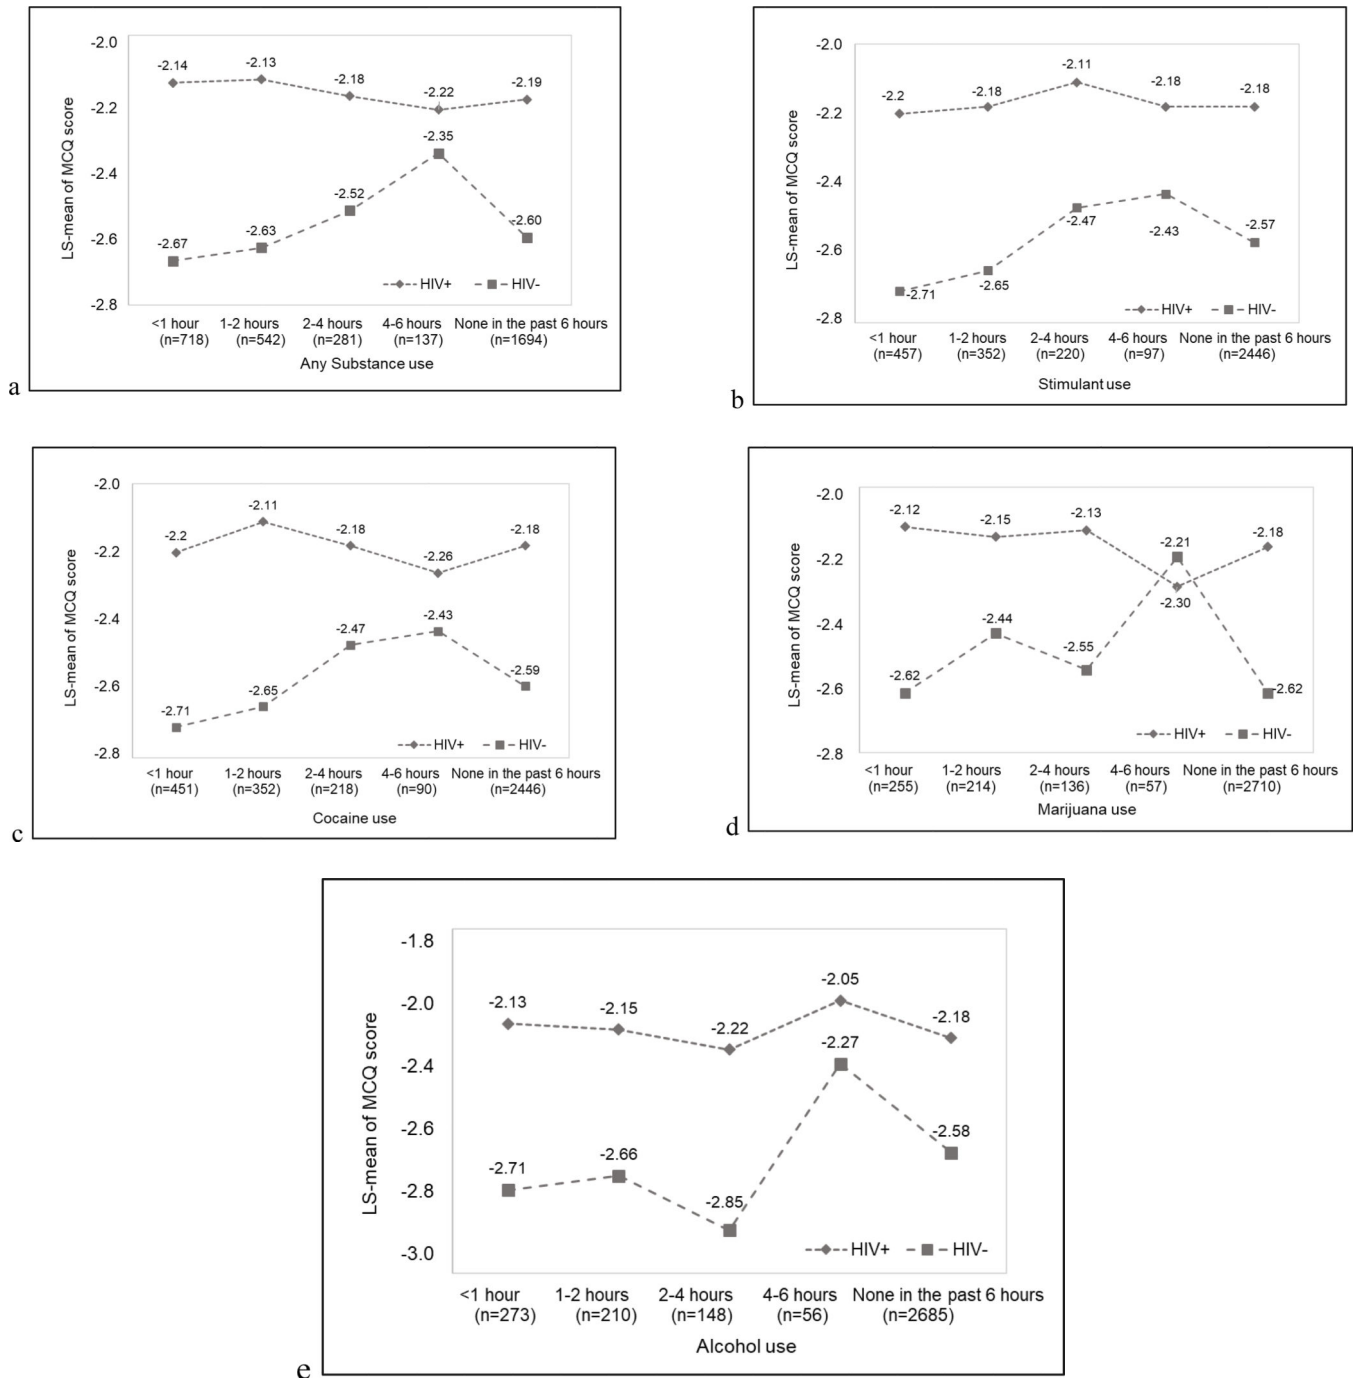 -2.0
-2.2
-2.4
-2.6
-2.8
LS-mean of MCQ score
-2.14
-2.13
-2.18
-2.22
-2.19
-2.67
-2.63
-2.52
-2.35
-2.60
HIV+ HIV-
<1 hour 1-2 hours 2-4 hours 4-6 hours None in the past 6 hours
(n=718) (n=542) (n=281) (n=137) (n=1694)
Any Substance use
a
-2.0
-2.2
-2.4
-2.6
-2.8
LS-mean of MCQ score
-2.2
-2.18
-2.11
-2.18
-2.18
-2.71
-2.65
-2.47
-2.43
-2.57
HIV+ HIV-
<1 hour 1-2 hours 2-4 hours 4-6 hours None in the past 6 hours
(n=457) (n=352) (n=220) (n=97) (n=2446)
Stimulant use
b
-2.0
-2.2
-2.4
-2.6
-2.8
LS-mean of MCQ score
-2.2
-2.11
-2.18
-2.26
-2.18
-2.71
-2.65
-2.47
-2.43
-2.59
HIV+ HIV-
<1 hour 1-2 hours 2-4 hours 4-6 hours None in the past 6 hours
(n=451) (n=352) (n=218) (n=90) (n=2446)
Cocaine use
c
-2.0
-2.2
-2.4
-2.6
-2.8
LS-mean of MCQ score
-2.12
-2.15
-2.13
-2.30
-2.18
-2.62
-2.44
-2.55
-2.21
-2.62
HIV+ HIV-
<1 hour 1-2 hours 2-4 hours 4-6 hours None in the past 6 hours
(n=255) (n=214) (n=136) (n=57) (n=2710)
Marijuana use
d
-1.8
-2.0
-2.4
-2.6
-2.8
-3.0
LS-mean of MCQ score
-2.13
-2.15
-2.22
-2.05
-2.18
-2.71
-2.66
-2.85
-2.27
-2.58
HIV+ HIV-
<1 hour 1-2 hours 2-4 hours 4-6 hours None in the past 6 hours
(n=273) (n=210) (n=148) (n=56) (n=2685)
Alcohol use
e